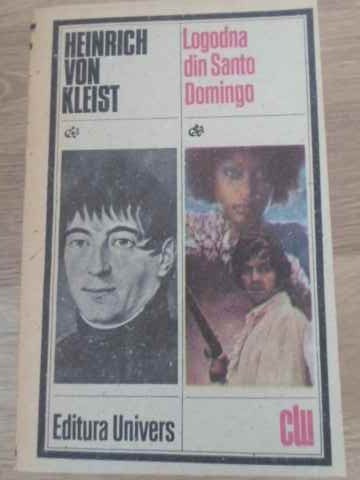 HEINRICH
VON
KLEIST
Logodna
din Santo
Domingo
Editura Univers
clu